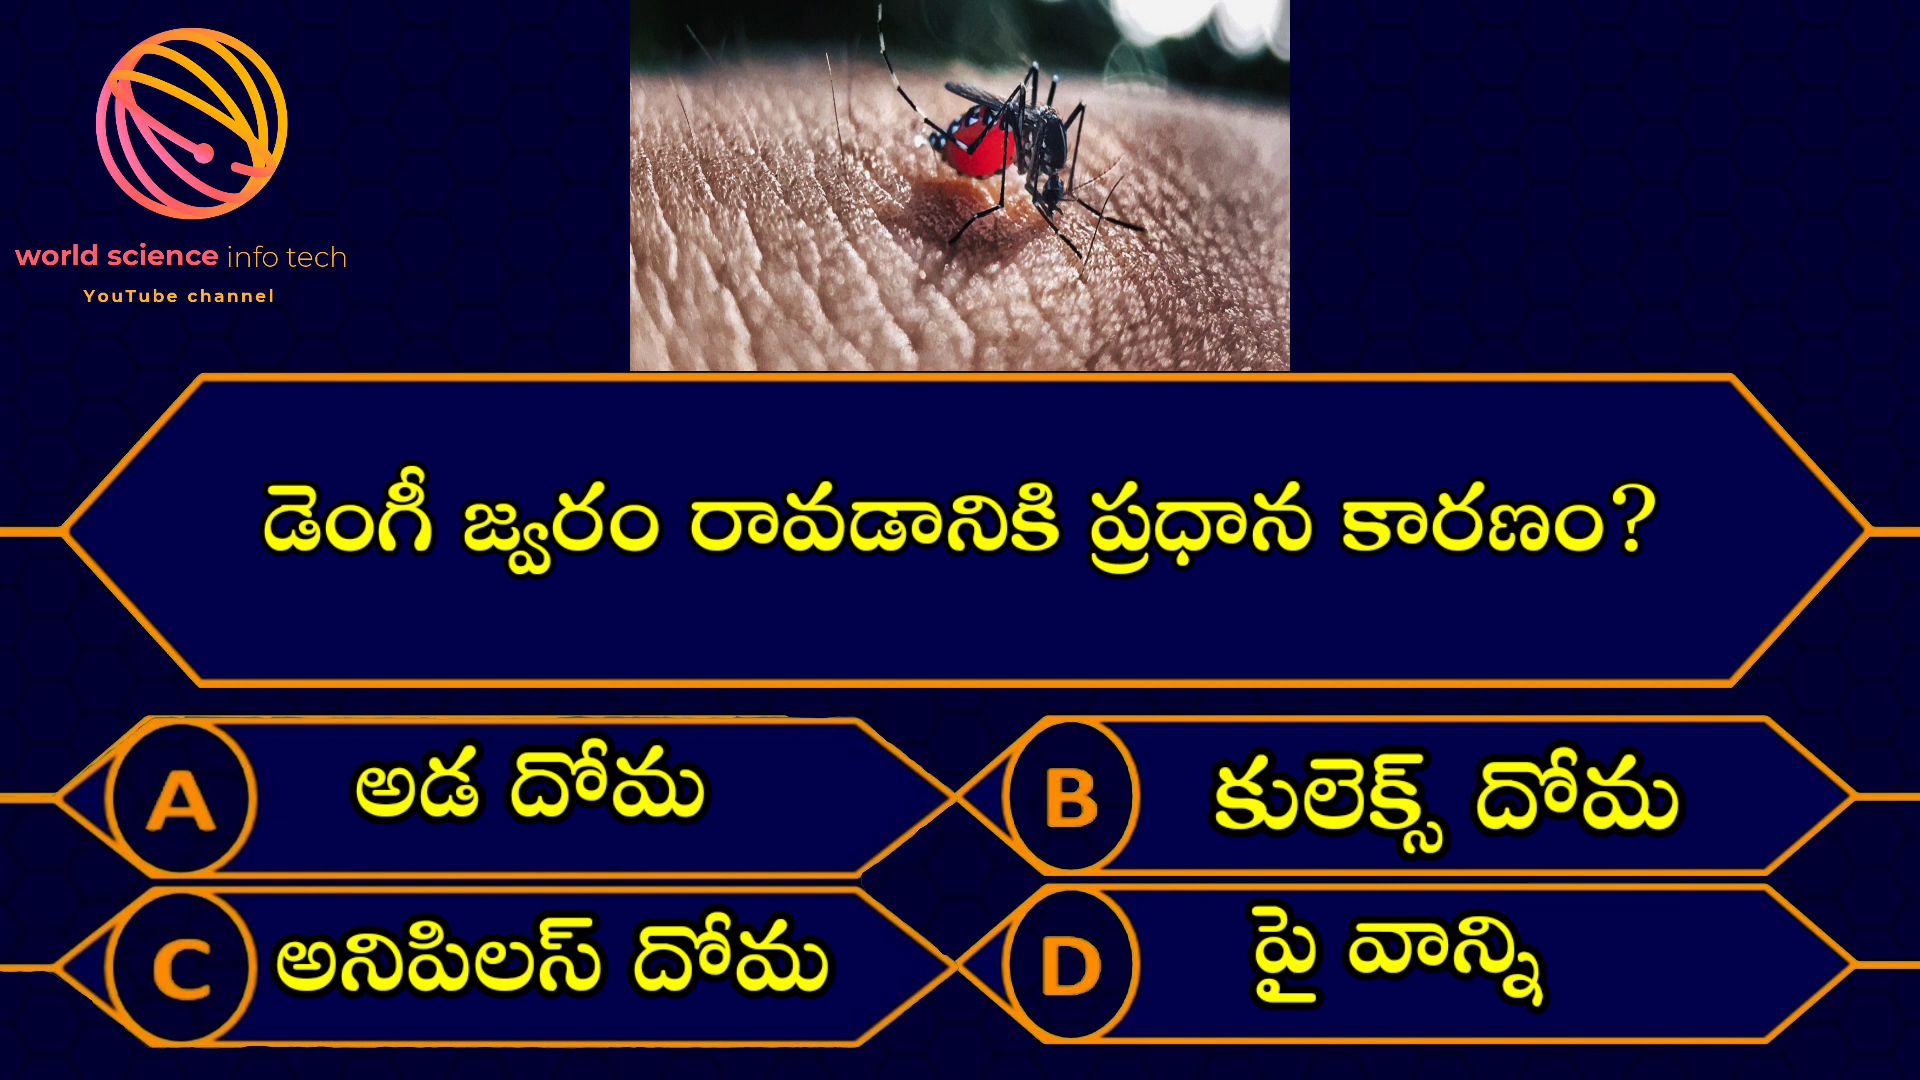 world science info tech
YouTube channel
డెంగీ జ్వరం రావడానికి ప్రధాన కారణం?
A అడ దోమ
B కులెక్స్ దోమ
C అనిపిలస్ దోమ
D పై వాన్ని